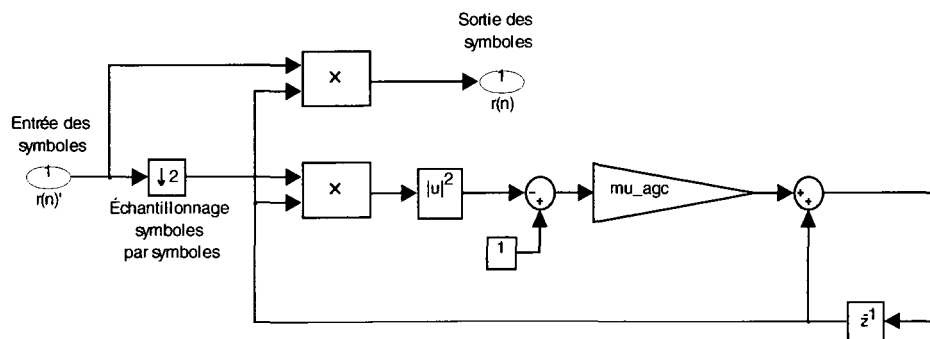 Sortie des
symboles
1
r(n)
×
Entrée des
symboles
1
r(n)'
↓2
Échantillonnage
symboles
par symboles
×
|u|²
-
+
1
mu_agc
+
+
z⁻¹